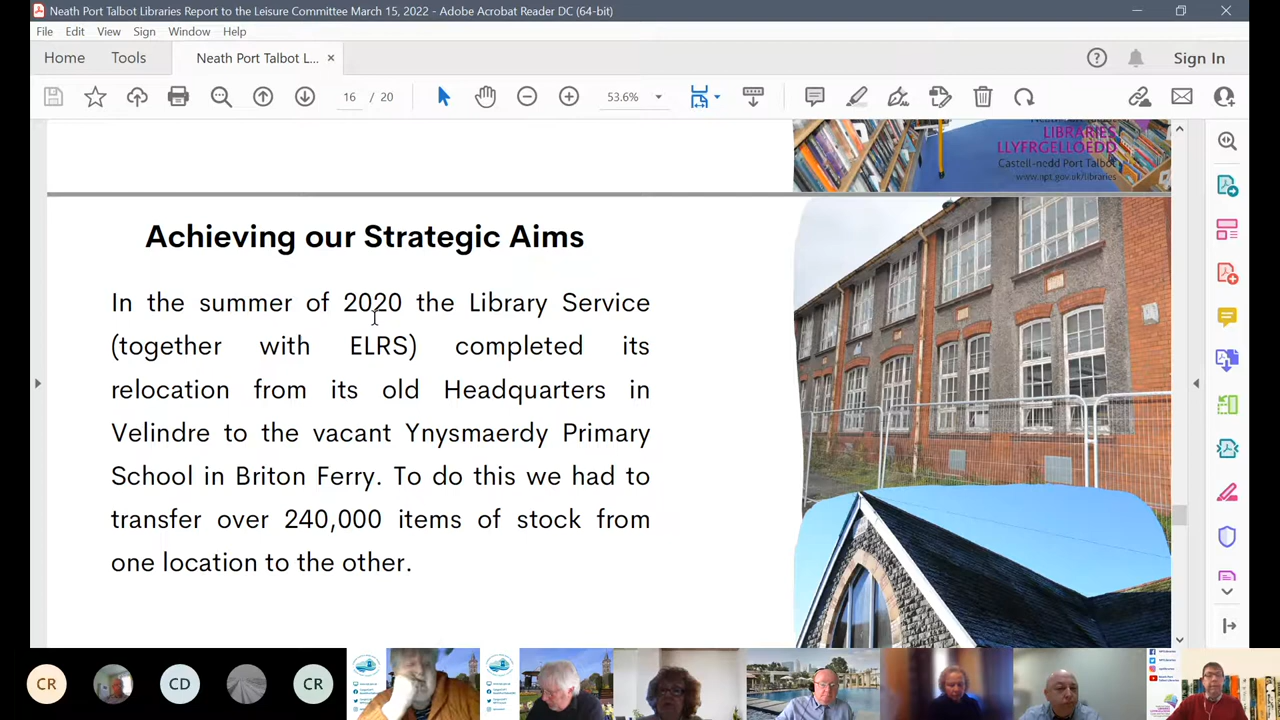 Neath Port Talbot Libraries Report to the Leisure Committee March 15, 2022 - Adobe Acrobat Reader DC (64-bit)
File Edit View Sign Window Help
Home Tools Neath Port Talbot L... × Sign In
16 / 20 53.6%
LIBRARIES
LLYFRGELLOEDD
Castell-nedd Port Talbot
www.npt.gov.uk/libraries
Achieving our Strategic Aims
In the summer of 2020 the Library Service
(together with ELRS) completed its
relocation from its old Headquarters in
Velindre to the vacant Ynysmaerdy Primary
School in Briton Ferry. To do this we had to
transfer over 240,000 items of stock from
one location to the other.
CR CD CR